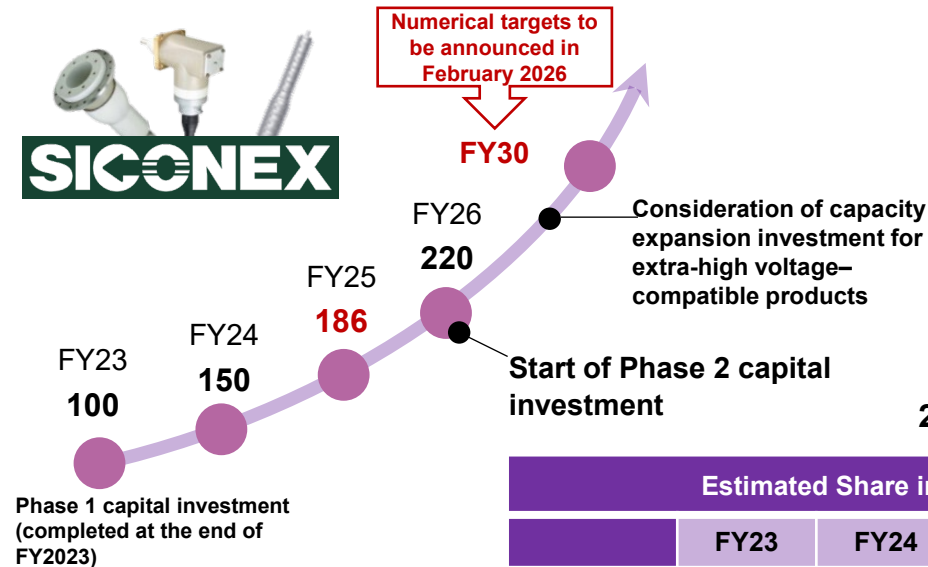 Numerical targets to
be announced in
February 2026
SICONEX
FY30
FY26
220
Consideration of capacity
expansion investment for
extra-high voltage–
compatible products
FY25
186
FY24
150
FY23
100
Start of Phase 2 capital
investment
2
Phase 1 capital investment
(completed at the end of
FY2023)
Estimated Share i
FY23
FY24